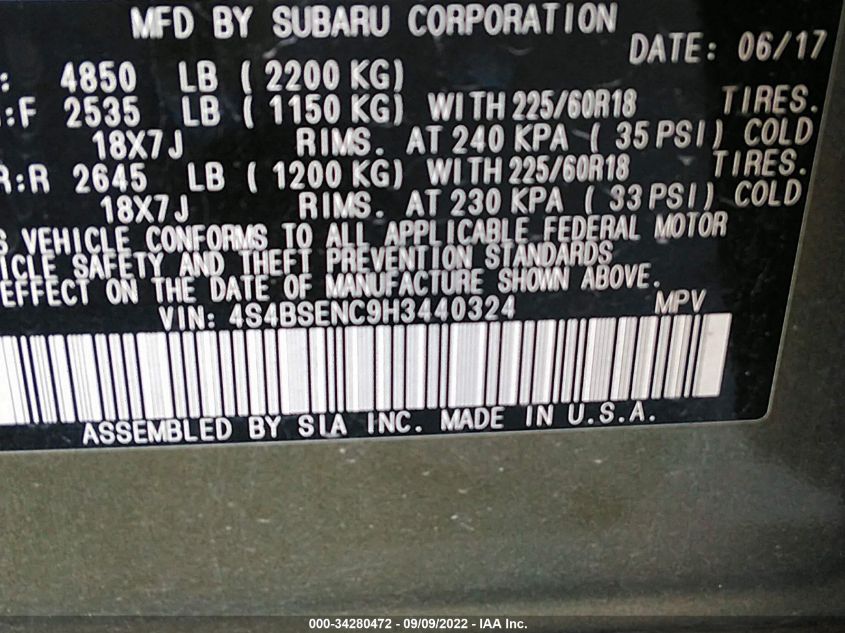 MFD BY SUBARU CORPORATION
DATE: 06/17
: 4850 LB ( 2200 KG)
:F 2535 LB ( 1150 KG) WITH 225/60R18 TIRES.
18X7J RIMS. AT 240 KPA ( 35 PSI) COLD
R:R 2645 LB ( 1200 KG) WITH 225/60R18 TIRES.
18X7J RIMS. AT 230 KPA ( 33 PSI) COLD
S VEHICLE CONFORMS TO ALL APPLICABLE FEDERAL MOTOR
ICLE SAFETY AND THEFT PREVENTION STANDARDS
EFFECT ON THE DATE OF MANUFACTURE SHOWN ABOVE.
VIN: 4S4BSENC9H3440324 MPV
ASSEMBLED BY SIA INC. MADE IN U.S.A.
000-34280472 - 09/09/2022 - IAA Inc.